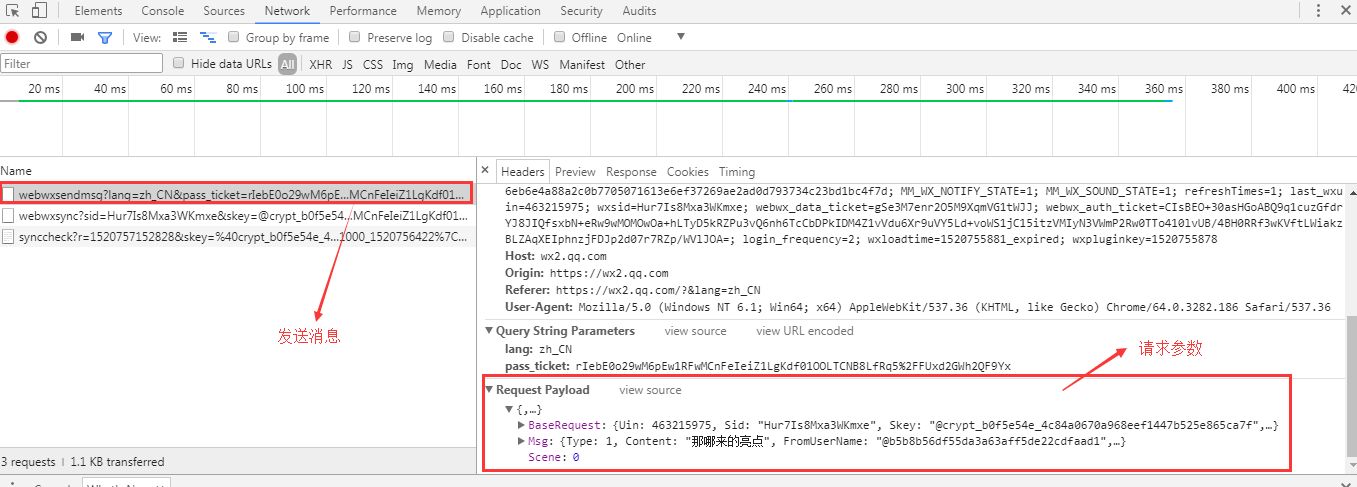 Elements Console Sources Network Performance Memory Application Security Audits
View: Group by frame Preserve log Disable cache Offline Online
Filter Hide data URLs All XHR JS CSS Img Media Font Doc WS Manifest Other
20 ms 40 ms 60 ms 80 ms 100 ms 120 ms 140 ms 160 ms 180 ms 200 ms 220 ms 240 ms 260 ms 280 ms 300 ms 320 ms 340 ms 360 ms 380 ms 400 ms 420
Name
webwxsendmsg?lang=zh_CN&pass_ticket=rIebE0o29wM6pE...MCnFeIeiZ1LgKdf01...
webwxsync?sid=Hur7Is8Mxa3WKmxe&skey=@crypt_b0f5e54...MCnFeIeiZ1LgKdf01...
synccheck?r=1520757152828&skey=%40crypt_b0f5e54e_4...1000_1520756422%7C...
发送消息
3 requests | 1.1 KB transferred
Headers Preview Response Cookies Timing
6eb6e4a88a2c0b7705071613e6ef37269ae2ad0d793734c23bd1bc4f7d; MM_WX_NOTIFY_STATE=1; MM_WX_SOUND_STATE=1; refreshTimes=1; last_wxu
in=463215975; wxsid=Hur7Is8Mxa3WKmxe; webwx_data_ticket=gSe3M7enr2O5M9XqmVG1tWJJ; webwx_auth_ticket=CIsBEO+30asHGoABQ9q1cuzGfdr
YJ8JIQfsxbN+eRw9wMOMOwOa+hLTyD5kRZPu3vQ6nh6TcCbDPkIDM4Z1vVdu6Xr9uVY5Ld+voWS1jC15itzVMIyN3VWmP2Rw0TTo4l0lvUB/4BH0RRf3wKVftLWiakz
BLZAqXEIphnzjFDJp2d07r7RZp/WVlJOA=; login_frequency=2; wxloadtime=1520755881_expired; wxpluginkey=1520755878
Host: wx2.qq.com
Origin: https://wx2.qq.com
Referer: https://wx2.qq.com/?&lang=zh_CN
User-Agent: Mozilla/5.0 (Windows NT 6.1; Win64; x64) AppleWebKit/537.36 (KHTML, like Gecko) Chrome/64.0.3282.186 Safari/537.36
Query String Parameters view source view URL encoded
lang: zh_CN
请求参数
pass_ticket: rIebE0o29wM6pEw1RFwMCnFeIeiZ1LgKdf01OOLTCNB8LfRq5%2FFUxd2GWh2QF9Yx
Request Payload view source
{,…}
BaseRequest: {Uin: 463215975, Sid: "Hur7Is8Mxa3WKmxe", Skey: "@crypt_b0f5e54e_4c84a0670a968eef1447b525e865ca7f",…}
Msg: {Type: 1, Content: "那哪来的亮点", FromUserName: "@b5b8b56df55da3a63aff5de22cdfaad1",…}
Scene: 0